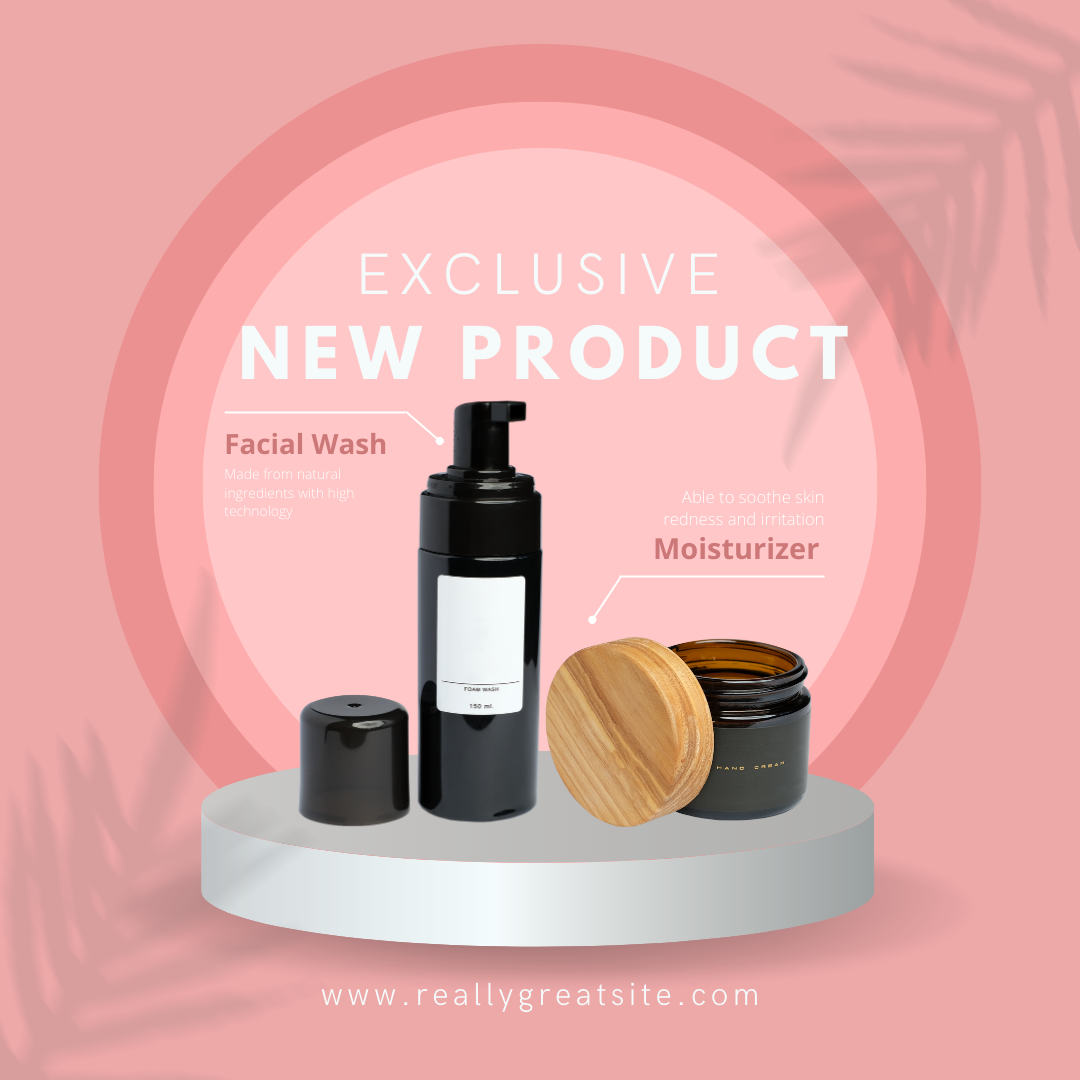 EXCLUSIVE
NEW PRODUCT
Facial Wash
Made from natural
ingredients with high
technology
Able to soothe skin
redness and irritation
Moisturizer
FOAM WASH
150 ml.
HAND CREAM
www.reallygreatsite.com